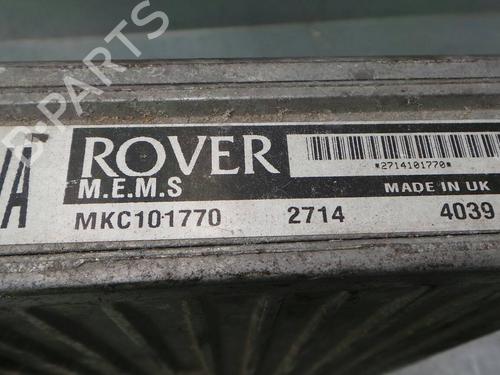 ROVER
M.E.M.S
*2714101770*
MADE IN UK
MKC101770 2714 4039